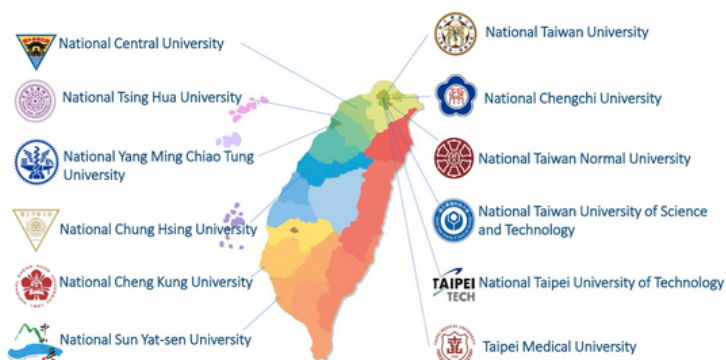 National Central University
National Tsing Hua University
National Yang Ming Chiao Tung
University
National Chung Hsing University
National Cheng Kung University
National Sun Yat-sen University
National Taiwan University
National Chengchi University
National Taiwan Normal University
National Taiwan University of Science
and Technology
TAIPEI
TECH
National Taipei University of Technology
Taipei Medical University